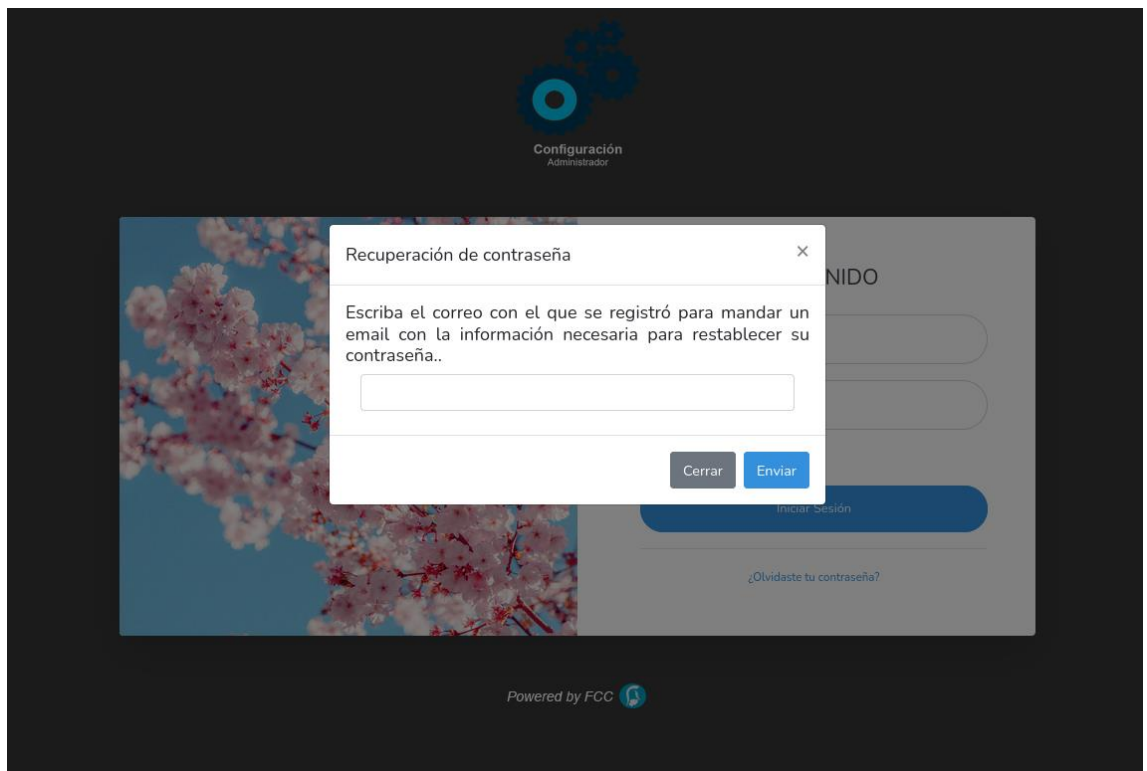 Configuración
Administrador
Recuperación de contraseña
×
NIDO
Escriba el correo con el que se registró para mandar un
email con la información necesaria para restablecer su
contraseña..
Cerrar
Enviar
Iniciar Sesión
¿Olvidaste tu contraseña?
Powered by FCC